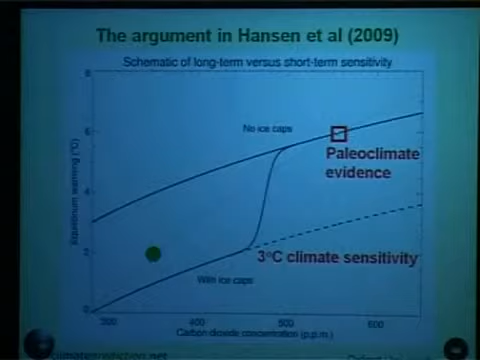 The argument in Hansen et al (2009)
Schematic of long-term versus short-term sensitivity
8
No ice caps
6
Paleoclimate
evidence
Equilibrium warming (°C)
4
3°C climate sensitivity
2
With ice caps
0
300 400 500 600
Carbon dioxide concentration (p.p.m.)
climateprediction.net